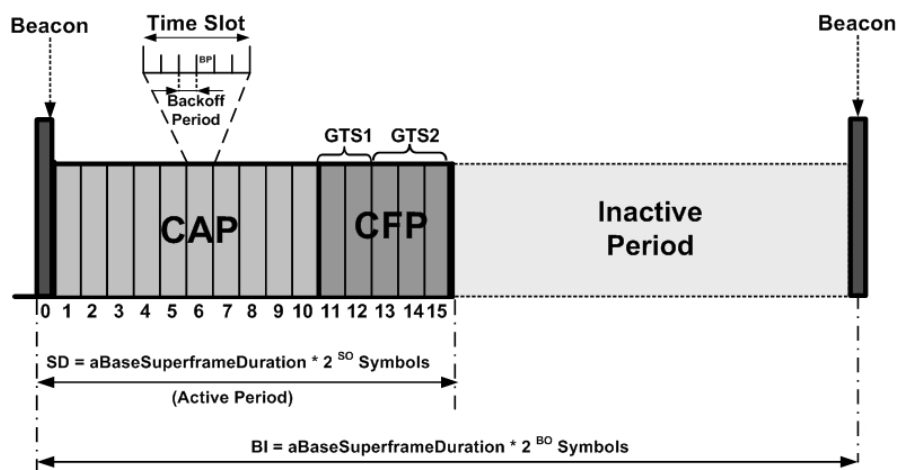 Beacon
Time Slot
Beacon
BP
Backoff
Period
GTS1 GTS2
CAP
CFP
Inactive
Period
0 1 2 3 4 5 6 7 8 9 10 11 12 13 14 15
SD = aBaseSuperframeDuration * 2 SO Symbols
(Active Period)
BI = aBaseSuperframeDuration * 2 BO Symbols